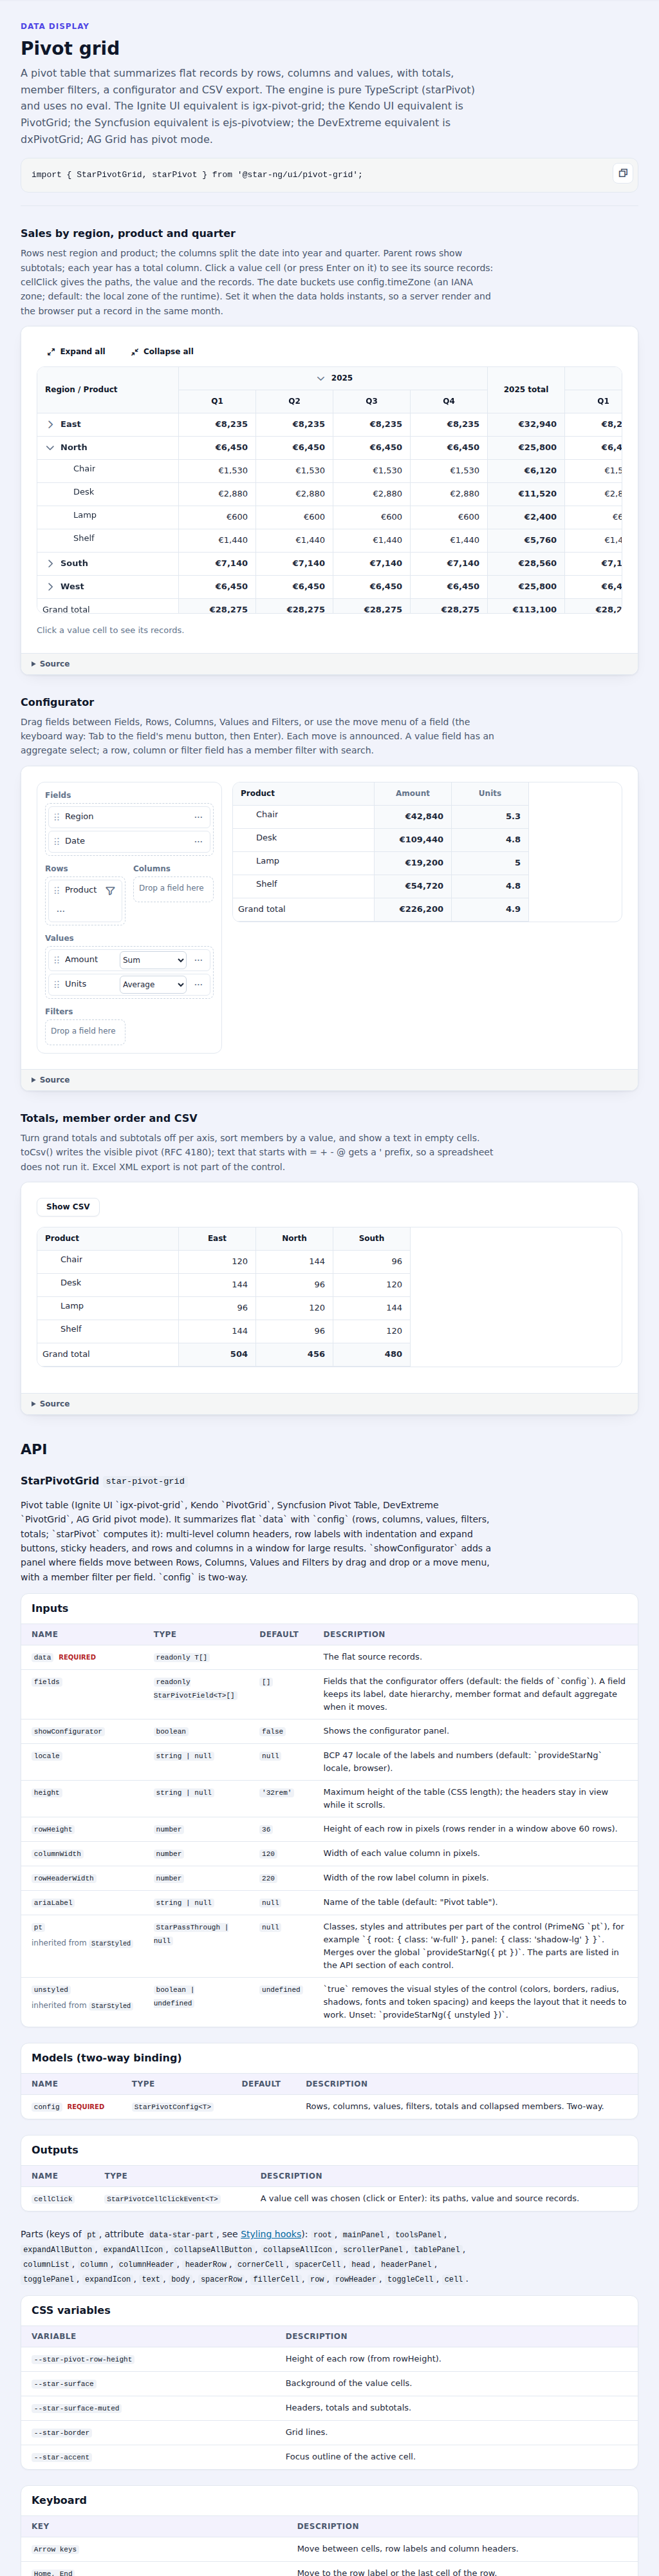 DATA DISPLAY
Pivot grid
A pivot table that summarizes flat records by rows, columns and values, with totals,
member filters, a configurator and CSV export. The engine is pure TypeScript (starPivot)
and uses no eval. The Ignite UI equivalent is igx-pivot-grid; the Kendo UI equivalent is
PivotGrid; the Syncfusion equivalent is ejs-pivotview; the DevExtreme equivalent is
dxPivotGrid; AG Grid has pivot mode.
import { StarPivotGrid, starPivot } from '@star-ng/ui/pivot-grid';
Sales by region, product and quarter
Rows nest region and product; the columns split the date into year and quarter. Parent rows show
subtotals; each year has a total column. Click a value cell (or press Enter on it) to see its source records:
cellClick gives the paths, the value and the records. The date buckets use config.timeZone (an IANA
zone; default: the local zone of the runtime). Set it when the data holds instants, so a server render and
the browser put a record in the same month.
Expand all Collapse all
Region / Product 2025 2025 total
Q1 Q2 Q3 Q4 Q1
East €8,235 €8,235 €8,235 €8,235 €32,940 €8,2
North €6,450 €6,450 €6,450 €6,450 €25,800 €6,4
Chair €1,530 €1,530 €1,530 €1,530 €6,120 €1,5
Desk €2,880 €2,880 €2,880 €2,880 €11,520 €2,8
Lamp €600 €600 €600 €600 €2,400 €6
Shelf €1,440 €1,440 €1,440 €1,440 €5,760 €1,4
South €7,140 €7,140 €7,140 €7,140 €28,560 €7,1
West €6,450 €6,450 €6,450 €6,450 €25,800 €6,4
Grand total €28,275 €28,275 €28,275 €28,275 €113,100 €28,2
Click a value cell to see its records.
Source
Configurator
Drag fields between Fields, Rows, Columns, Values and Filters, or use the move menu of a field (the
keyboard way: Tab to the field's menu button, then Enter). Each move is announced. A value field has an
aggregate select; a row, column or filter field has a member filter with search.
Fields
Region ...
Date ...
Rows Columns
Product
...
Drop a field here
Values
Amount Sum ...
Units Average ...
Filters
Drop a field here
Product Amount Units
Chair €42,840 5.3
Desk €109,440 4.8
Lamp €19,200 5
Shelf €54,720 4.8
Grand total €226,200 4.9
Source
Totals, member order and CSV
Turn grand totals and subtotals off per axis, sort members by a value, and show a text in empty cells.
toCsv() writes the visible pivot (RFC 4180); text that starts with = + - @ gets a ' prefix, so a spreadsheet
does not run it. Excel XML export is not part of the control.
Show CSV
Product East North South
Chair 120 144 96
Desk 144 96 120
Lamp 96 120 144
Shelf 144 96 120
Grand total 504 456 480
Source
API
StarPivotGrid star-pivot-grid
Pivot table (Ignite UI `igx-pivot-grid`, Kendo `PivotGrid`, Syncfusion Pivot Table, DevExtreme
`PivotGrid`, AG Grid pivot mode). It summarizes flat `data` with `config` (rows, columns, values, filters,
totals; `starPivot` computes it): multi-level column headers, row labels with indentation and expand
buttons, sticky headers, and rows and columns in a window for large results. `showConfigurator` adds a
panel where fields move between Rows, Columns, Values and Filters by drag and drop or a move menu,
with a member filter per field. `config` is two-way.
Inputs
NAME TYPE DEFAULT DESCRIPTION
data REQUIRED readonly T[] The flat source records.
fields readonly StarPivotField<T>[] [] Fields that the configurator offers (default: the fields of `config`). A field
keeps its label, date hierarchy, member format and default aggregate
when it moves.
showConfigurator boolean false Shows the configurator panel.
locale string | null null BCP 47 locale of the labels and numbers (default: `provideStarNg`
locale, browser).
height string | null '32rem' Maximum height of the table (CSS length); the headers stay in view
while it scrolls.
rowHeight number 36 Height of each row in pixels (rows render in a window above 60 rows).
columnWidth number 120 Width of each value column in pixels.
rowHeaderWidth number 220 Width of the row label column in pixels.
ariaLabel string | null null Name of the table (default: "Pivot table").
pt StarPassThrough | null null Classes, styles and attributes per part of the control (PrimeNG `pt`), for
inherited from StarStyled example `{ root: { class: 'w-full' }, panel: { class: 'shadow-lg' } }`.
Merges over the global `provideStarNg({ pt })`. The parts are listed in
the API section of each control.
unstyled boolean | undefined undefined `true` removes the visual styles of the control (colors, borders, radius,
inherited from StarStyled shadows, fonts and token spacing) and keeps the layout that it needs to
work. Unset: `provideStarNg({ unstyled })`.
Models (two-way binding)
NAME TYPE DEFAULT DESCRIPTION
config REQUIRED StarPivotConfig<T> Rows, columns, values, filters, totals and collapsed members. Two-way.
Outputs
NAME TYPE DESCRIPTION
cellClick StarPivotCellClickEvent<T> A value cell was chosen (click or Enter): its paths, value and source records.
Parts (keys of pt, attribute data-star-part, see Styling hooks): root, mainPanel, toolsPanel,
expandAllButton, expandAllIcon, collapseAllButton, collapseAllIcon, scrollerPanel, tablePanel,
columnList, column, columnHeader, headerRow, cornerCell, spacerCell, head, headerPanel,
togglePanel, expandIcon, text, body, spacerRow, fillerCell, row, rowHeader, toggleCell, cell.
CSS variables
VARIABLE DESCRIPTION
--star-pivot-row-height Height of each row (from rowHeight).
--star-surface Background of the value cells.
--star-surface-muted Headers, totals and subtotals.
--star-border Grid lines.
--star-accent Focus outline of the active cell.
Keyboard
KEY DESCRIPTION
Arrow keys Move between cells, row labels and column headers.
Home, End Move to the row label or the last cell of the row.